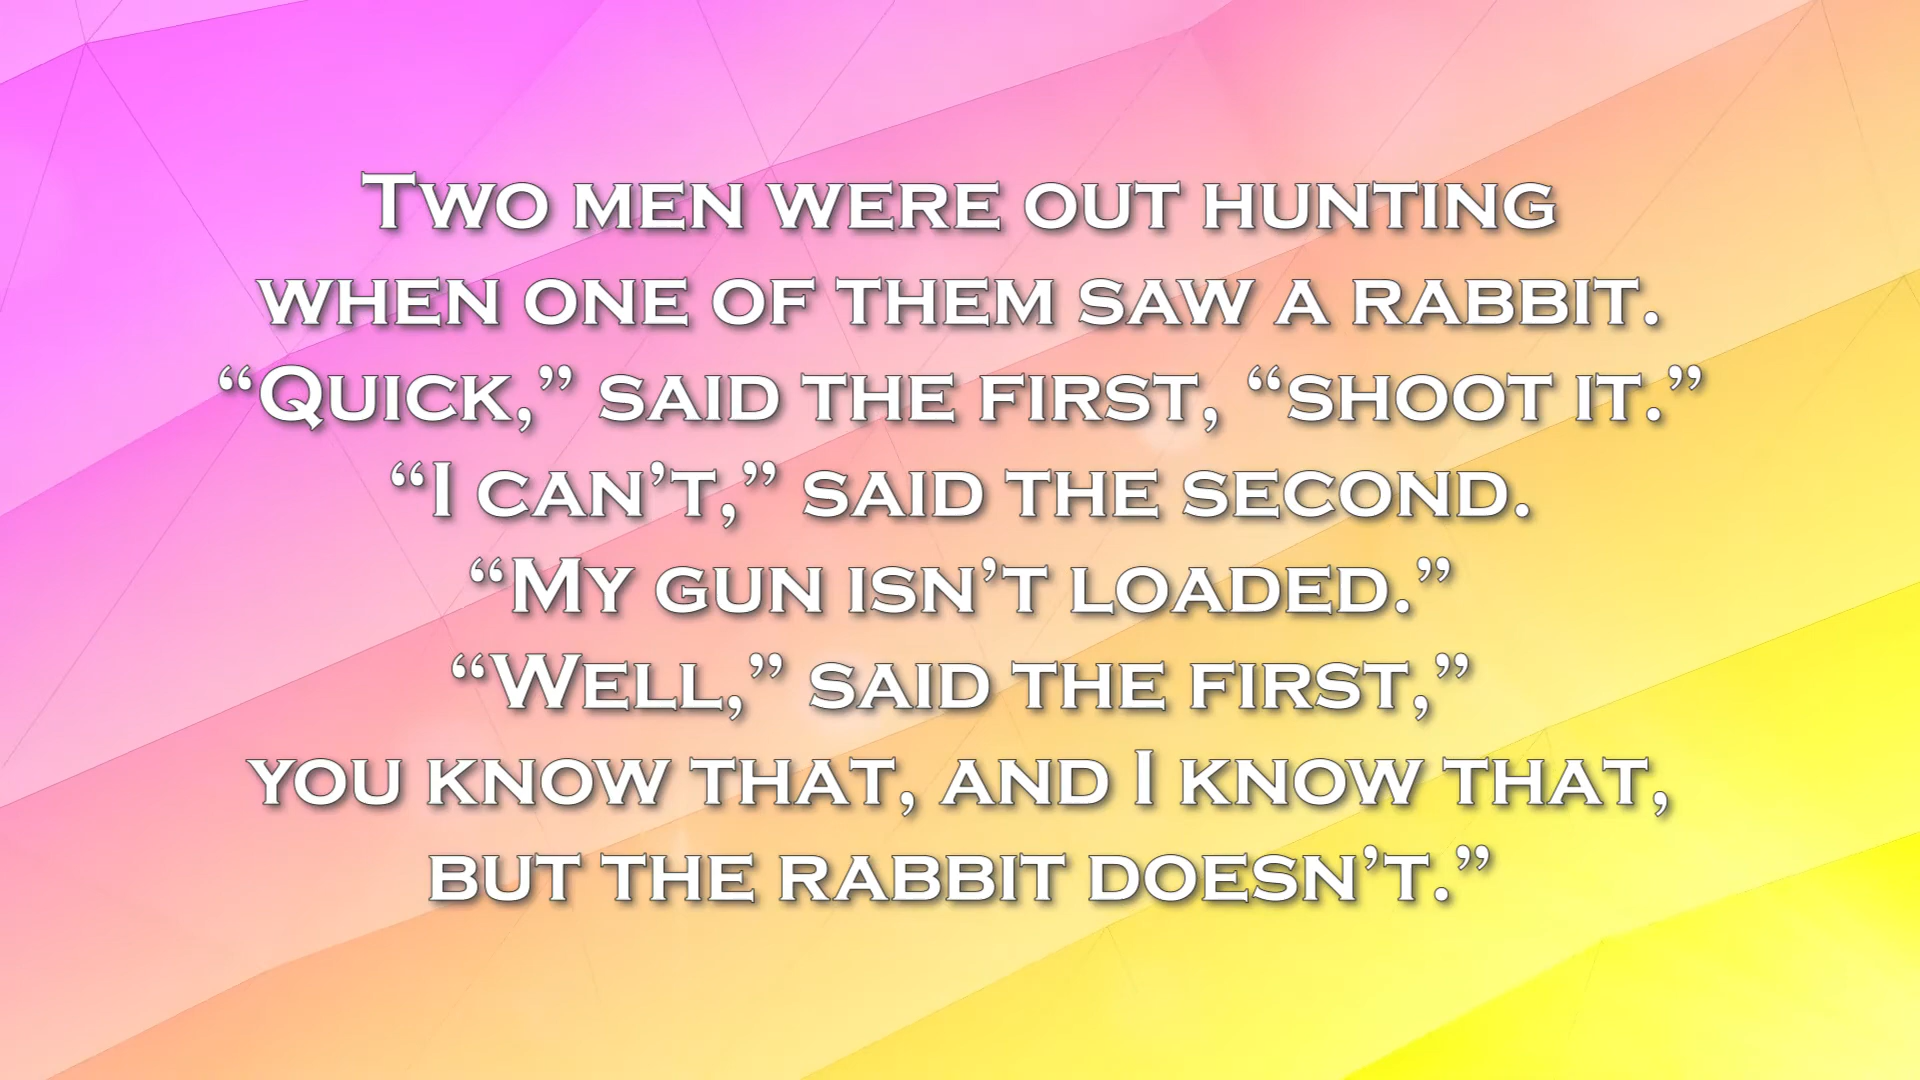 Two men were out hunting
when one of them saw a rabbit.
“Quick,” said the first, “shoot it.”
“I can’t,” said the second.
“My gun isn’t loaded.”
“Well,” said the first,”
you know that, and I know that,
but the rabbit doesn’t.”